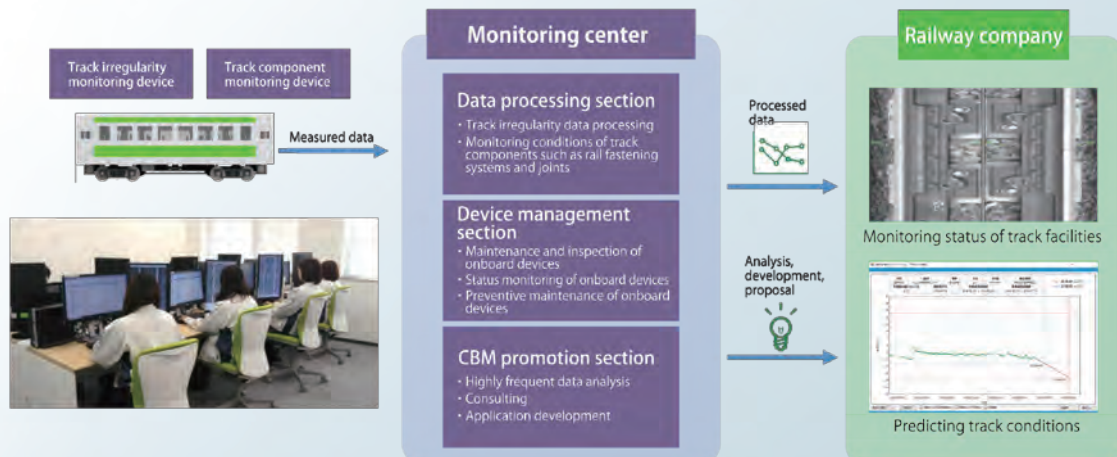 Track irregularity
monitoring device
Track component
monitoring device
Measured data
Monitoring center
Data processing section
• Track irregularity data processing
• Monitoring conditions of track
components such as rail fastening
systems and joints
Device management
section
• Maintenance and inspection of
onboard devices
• Status monitoring of onboard devices
• Preventive maintenance of onboard
devices
CBM promotion section
• Highly frequent data analysis
• Consulting
• Application development
Processed
data
Analysis,
development,
proposal
Railway company
Monitoring status of track facilities
Predicting track conditions